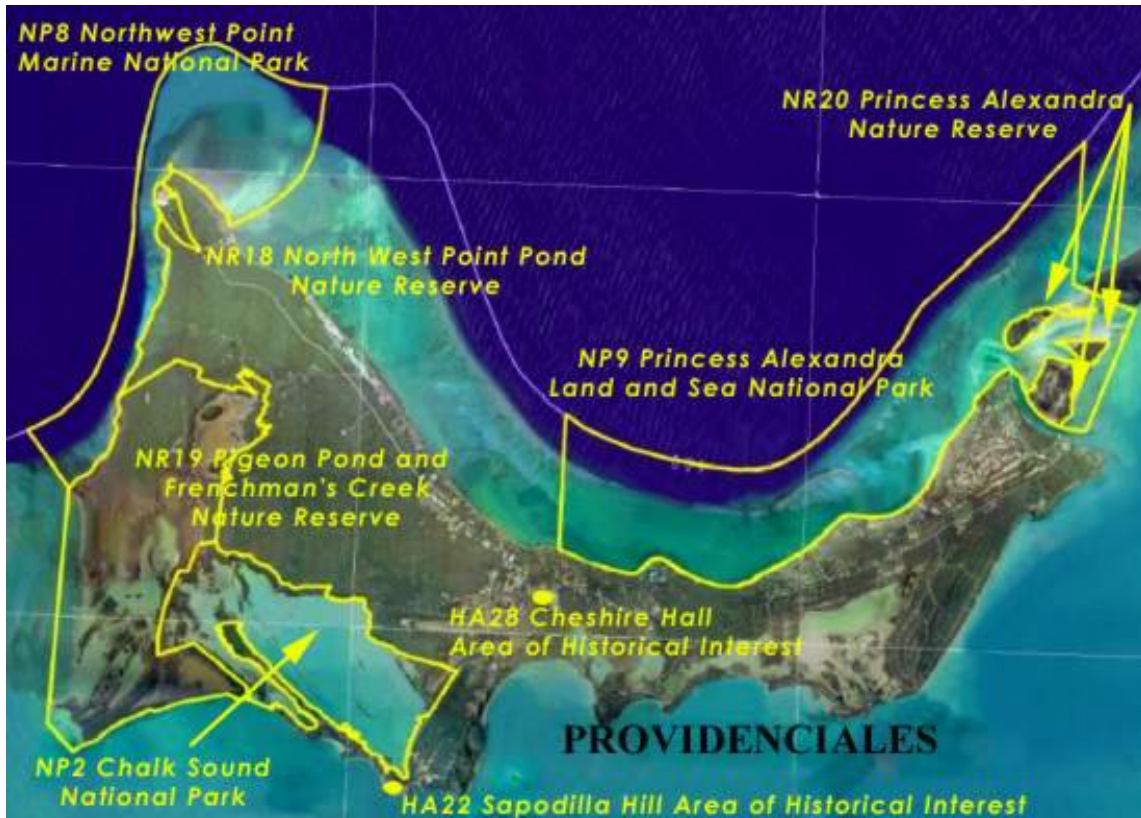 NP8 Northwest Point
Marine National Park
NR20 Princess Alexandra
Nature Reserve
NR18 North West Point Pond
Nature Reserve
NP9 Princess Alexandra
Land and Sea National Park
NR19 Pigeon Pond and
Frenchman's Creek
Nature Reserve
HA28 Cheshire Hall
Area of Historical Interest
PROVIDENCIALES
NP2 Chalk Sound
National Park
HA22 Sapodilla Hill Area of Historical Interest